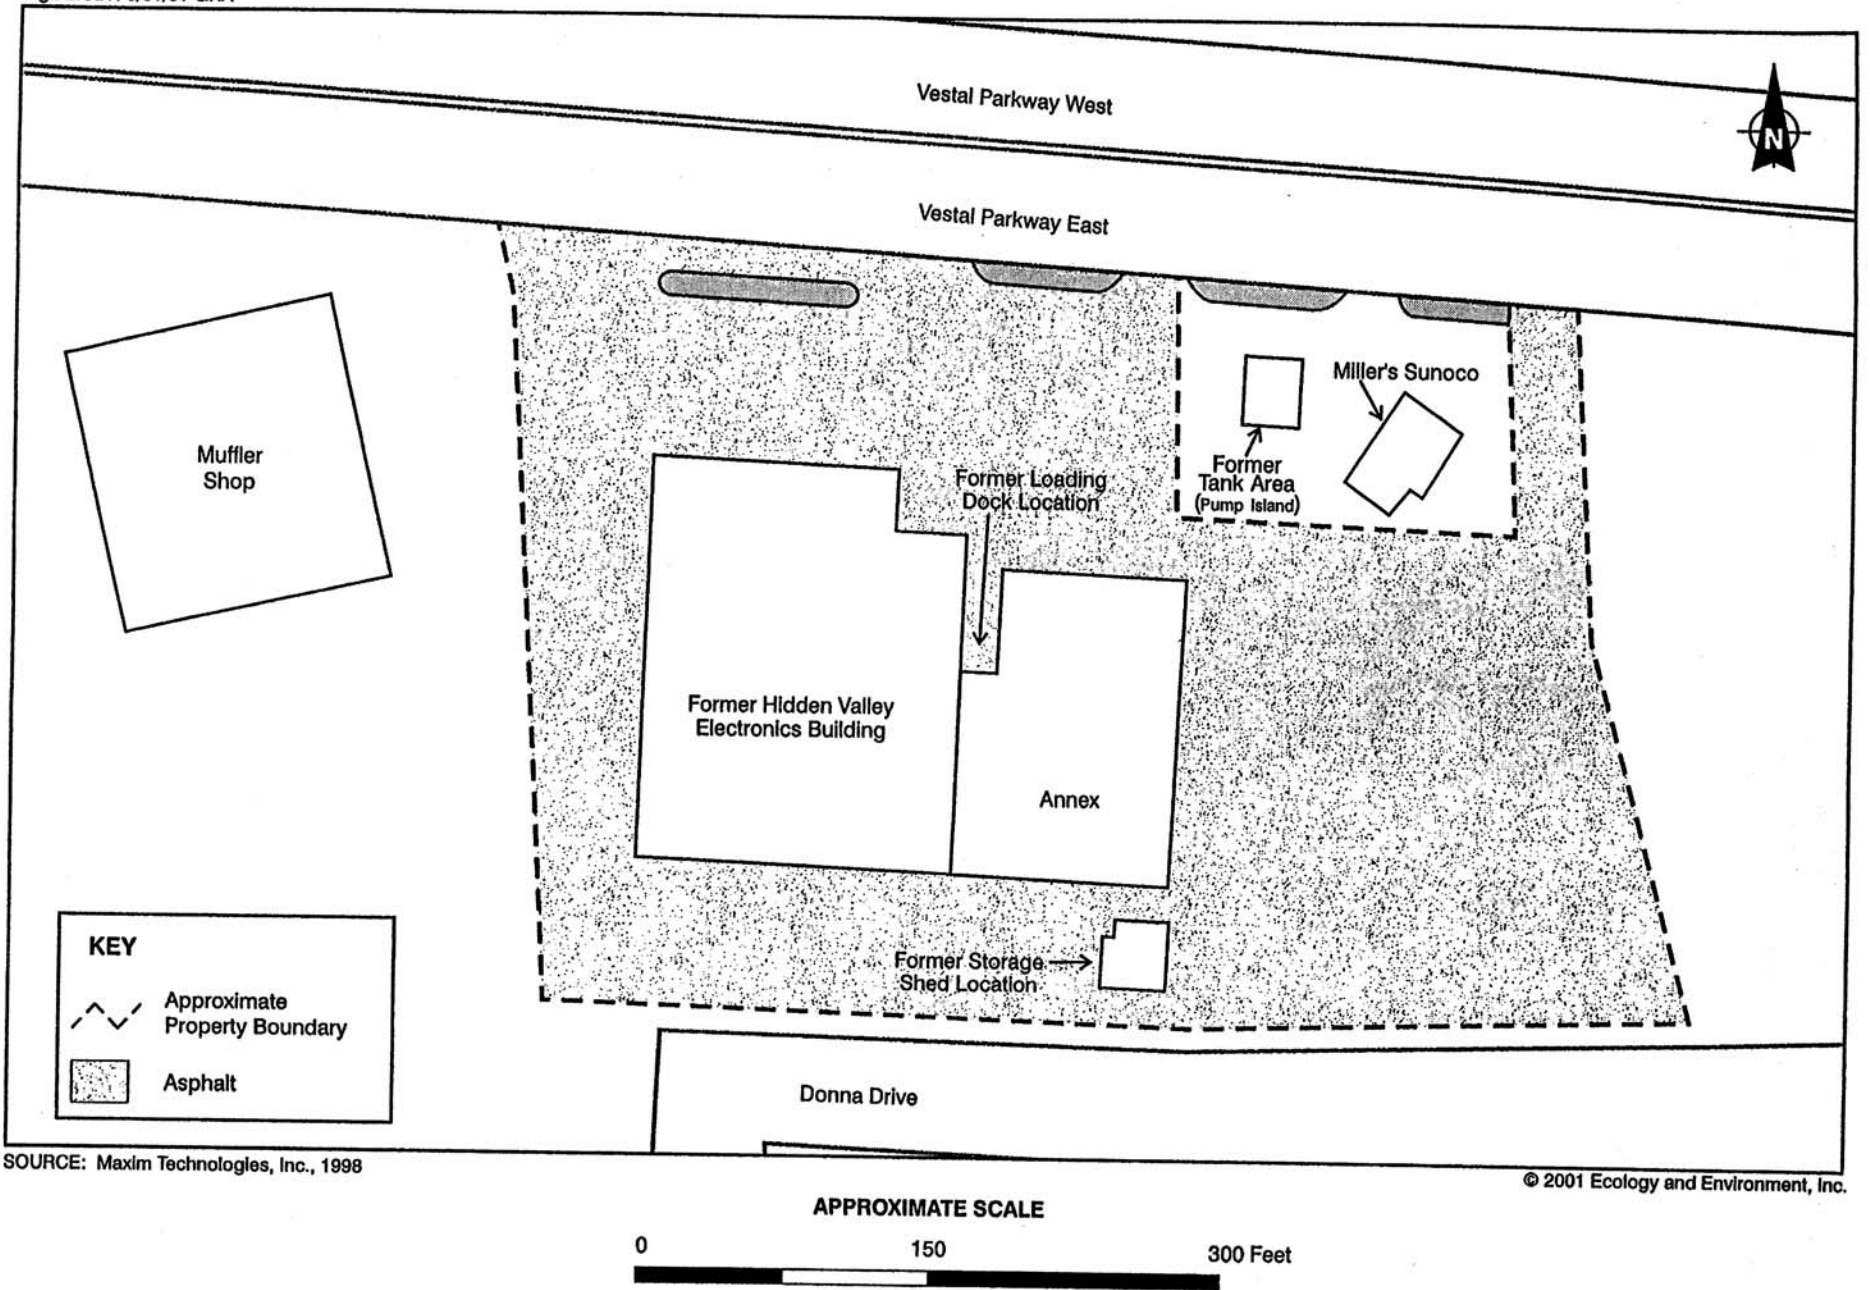 Vestal Parkway West
N
Vestal Parkway East
Miller's Sunoco
Muffler
Shop
Former
Tank Area
(Pump Island)
Former Loading
Dock Location
Former Hidden Valley
Electronics Building
Annex
Former Storage
Shed Location
KEY
Approximate
Property Boundary
Asphalt
Donna Drive
SOURCE: Maxim Technologies, Inc., 1998
© 2001 Ecology and Environment, Inc.
APPROXIMATE SCALE
0 150 300 Feet